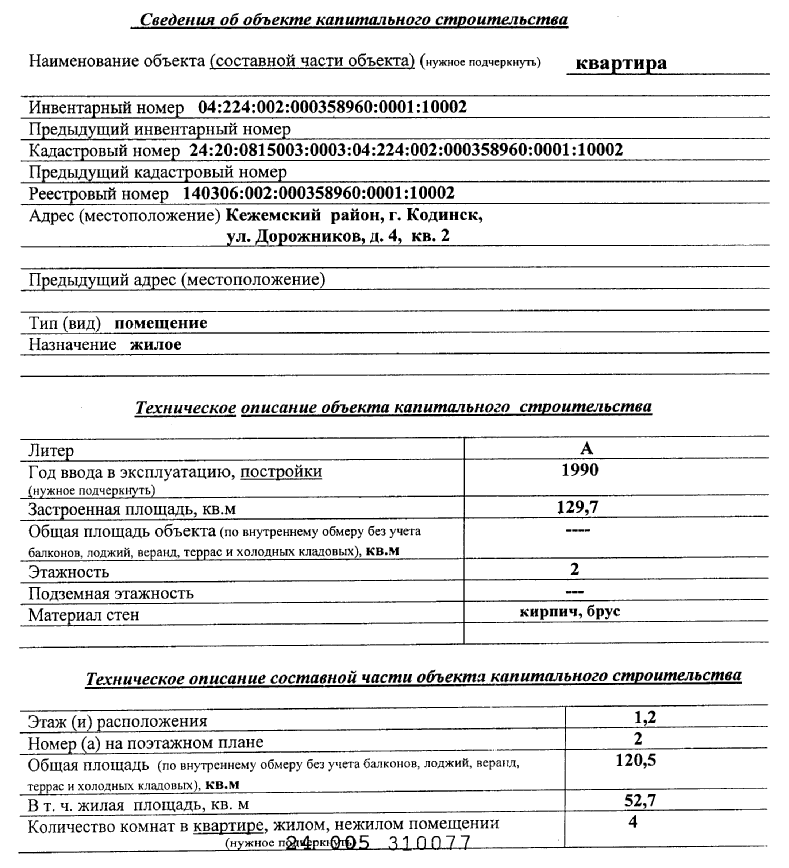 Сведения об объекте капитального строительства
Наименование объекта (составной части объекта) (нужное подчеркнуть) квартира
Инвентарный номер 04:224:002:000358960:0001:10002
Предыдущий инвентарный номер
Кадастровый номер 24:20:0815003:0003:04:224:002:000358960:0001:10002
Предыдущий кадастровый номер
Реестровый номер 140306:002:000358960:0001:10002
Адрес (местоположение) Кежемский район, г. Кодинск,
ул. Дорожников, д. 4, кв. 2
Предыдущий адрес (местоположение)
Тип (вид) помещение
Назначение жилое
Техническое описание объекта капитального строительства
Литер А
Год ввода в эксплуатацию, постройки 1990
(нужное подчеркнуть)
Застроенная площадь, кв.м 129,7
Общая площадь объекта (по внутреннему обмеру без учета ----
балконов, лоджий, веранд, террас и холодных кладовых), кв.м
Этажность 2
Подземная этажность ---
Материал стен кирпич, брус
Техническое описание составной части объекта капитального строительства
Этаж (и) расположения 1,2
Номер (а) на поэтажном плане 2
Общая площадь (по внутреннему обмеру без учета балконов, лоджий, веранд, 120,5
террас и холодных кладовых), кв.м
В т. ч. жилая площадь, кв. м 52,7
Количество комнат в квартире, жилом, нежилом помещении 4
(нужное подчеркнуть)
24 005 310077